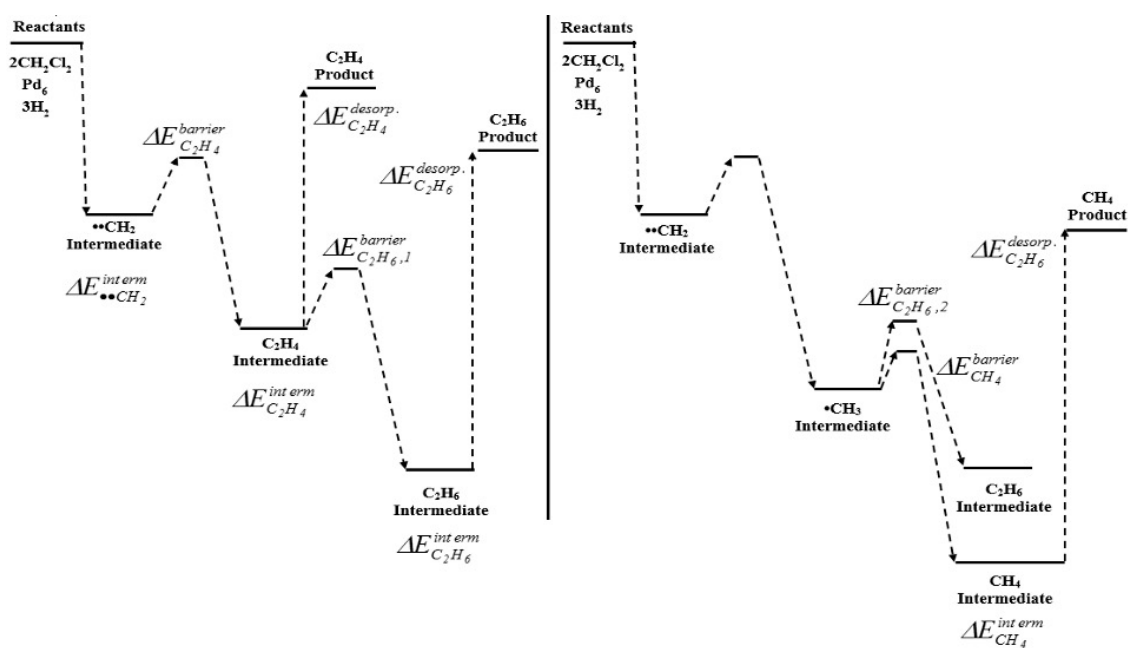 Reactants
2CH₂Cl₂
Pd₆
3H₂
C₂H₄
Product
ΔE^{desorp.}_{C₂H₄}
C₂H₆
Product
ΔE^{barrier}_{C₂H₄}
ΔE^{desorp.}_{C₂H₆}
••CH₂
Intermediate
ΔE^{interm}_{••CH₂}
ΔE^{barrier}_{C₂H₆,1}
C₂H₄
Intermediate
ΔE^{interm}_{C₂H₄}
C₂H₆
Intermediate
ΔE^{interm}_{C₂H₆}
Reactants
2CH₂Cl₂
Pd₆
3H₂
••CH₂
Intermediate
CH₄
Product
ΔE^{desorp.}_{C₂H₆}
ΔE^{barrier}_{C₂H₆,2}
ΔE^{barrier}_{CH₄}
•CH₃
Intermediate
C₂H₆
Intermediate
CH₄
Intermediate
ΔE^{interm}_{CH₄}